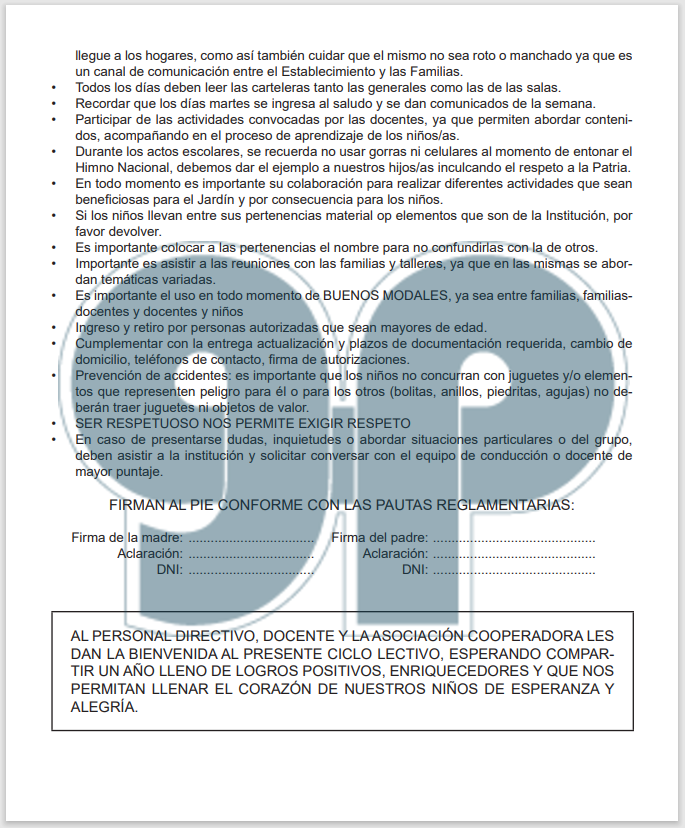 llegue a los hogares, como así también cuidar que el mismo no sea roto o manchado ya que es
un canal de comunicación entre el Establecimiento y las Familias.
• Todos los días deben leer las carteleras tanto las generales como las de las salas.
• Recordar que los días martes se ingresa al saludo y se dan comunicados de la semana.
• Participar de las actividades convocadas por las docentes, ya que permiten abordar conteni-
dos, acompañando en el proceso de aprendizaje de los niños/as.
• Durante los actos escolares, se recuerda no usar gorras ni celulares al momento de entonar el
Himno Nacional, debemos dar el ejemplo a nuestros hijos/as inculcando el respeto a la Patria.
• En todo momento es importante su colaboración para realizar diferentes actividades que sean
beneficiosas para el Jardín y por consecuencia para los niños.
• Si los niños llevan entre sus pertenencias material op elementos que son de la Institución, por
favor devolver.
• Es importante colocar a las pertenencias el nombre para no confundirlas con la de otros.
• Importante es asistir a las reuniones con las familias y talleres, ya que en las mismas se abor-
dan temáticas variadas.
• Es importante el uso en todo momento de BUENOS MODALES, ya sea entre familias, familias-
docentes y docentes y niños
• Ingreso y retiro por personas autorizadas que sean mayores de edad.
• Cumplementar con la entrega actualización y plazos de documentación requerida, cambio de
domicilio, teléfonos de contacto, firma de autorizaciones.
• Prevención de accidentes: es importante que los niños no concurran con juguetes y/o elemen-
tos que representen peligro para él o para los otros (bolitas, anillos, piedritas, agujas) no de-
berán traer juguetes ni objetos de valor.
• SER RESPETUOSO NOS PERMITE EXIGIR RESPETO
• En caso de presentarse dudas, inquietudes o abordar situaciones particulares o del grupo,
deben asistir a la institución y solicitar conversar con el equipo de conducción o docente de
mayor puntaje.
FIRMAN AL PIE CONFORME CON LAS PAUTAS REGLAMENTARIAS:
Firma de la madre: .................................. Firma del padre: ............................................
Aclaración: .................................. Aclaración: ............................................
DNI: .................................. DNI: ............................................
AL PERSONAL DIRECTIVO, DOCENTE Y LA ASOCIACIÓN COOPERADORA LES
DAN LA BIENVENIDA AL PRESENTE CICLO LECTIVO, ESPERANDO COMPAR-
TIR UN AÑO LLENO DE LOGROS POSITIVOS, ENRIQUECEDORES Y QUE NOS
PERMITAN LLENAR EL CORAZÓN DE NUESTROS NIÑOS DE ESPERANZA Y
ALEGRÍA.